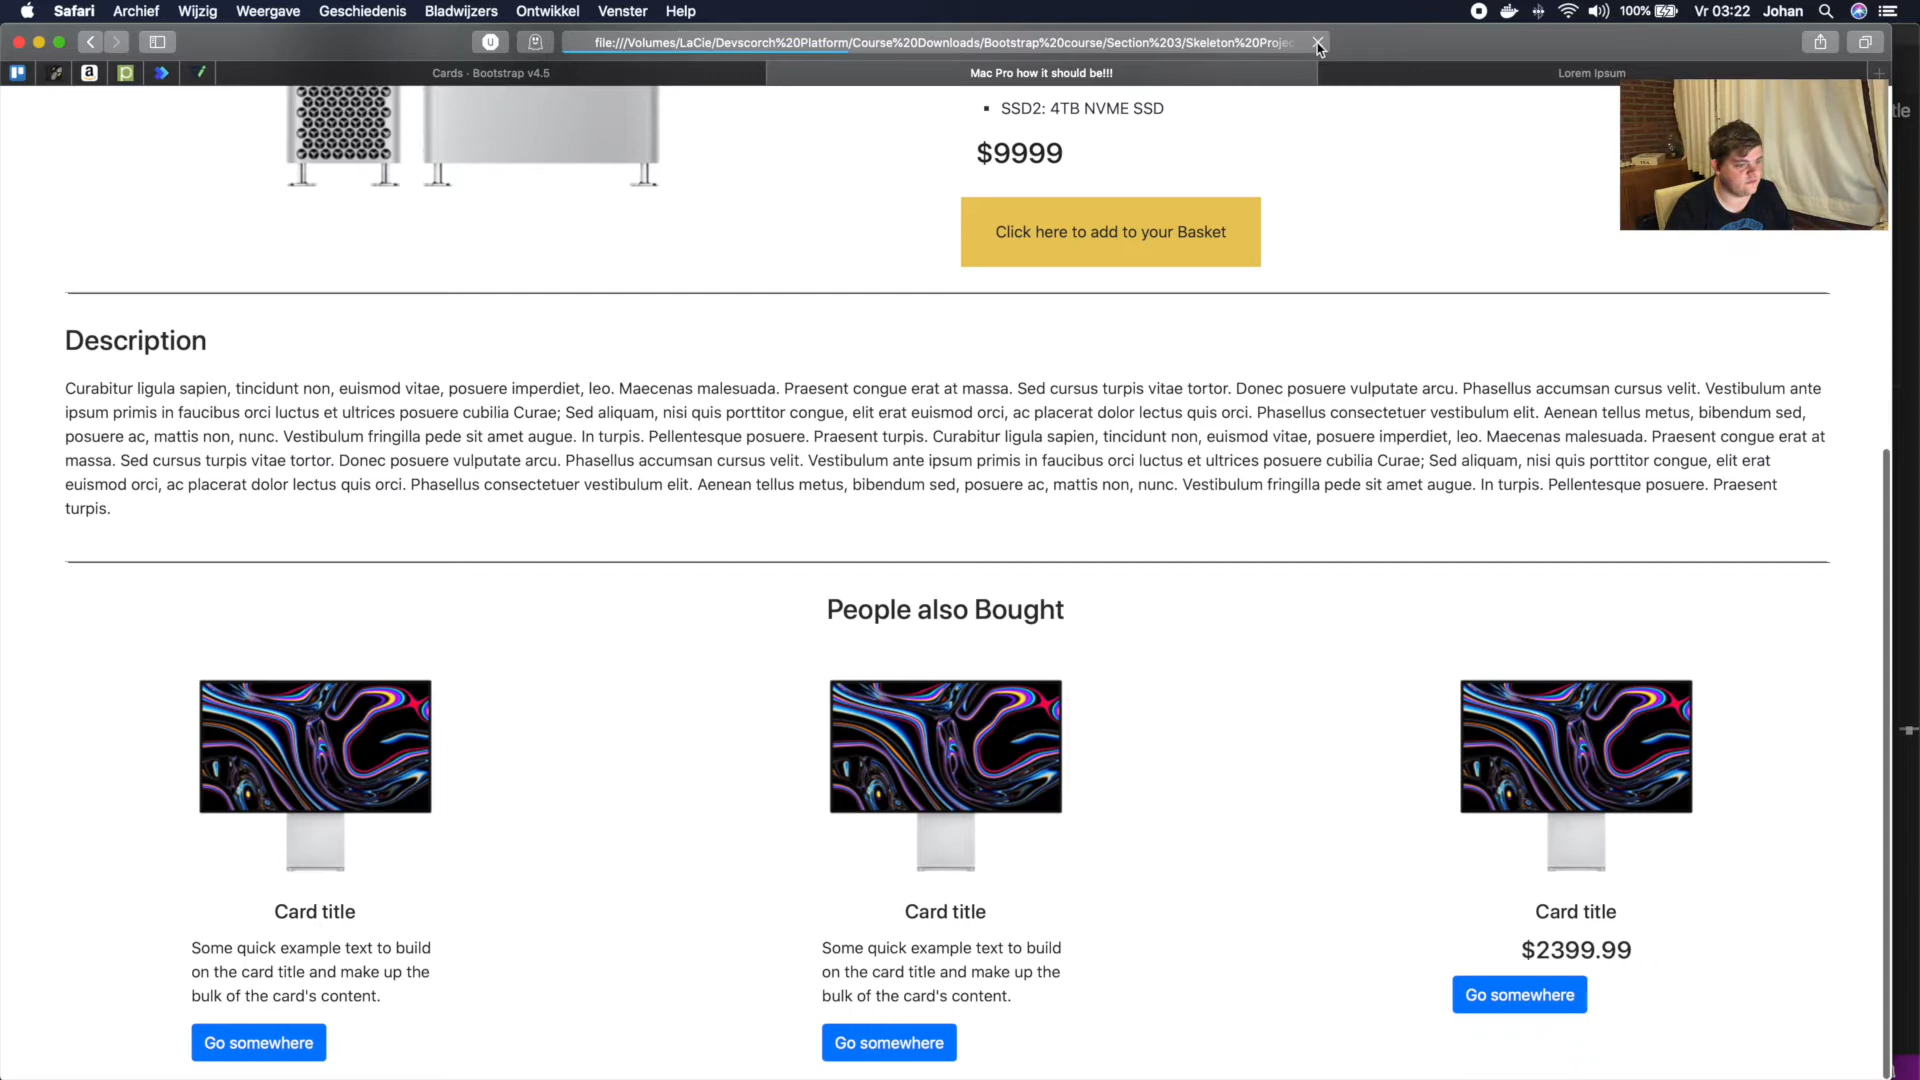 Safari Archief Wijzig Weergave Geschiedenis Bladwijzers Ontwikkel Venster Help 100% Vr 03:22 Johan
file:///Volumes/LaCie/Devscorch%20Platform/Course%20Downloads/Bootstrap%20course/Section%203/Skeleton%20Projec
Cards - Bootstrap v4.5 Mac Pro how it should be!!! Lorem Ipsum
SSD2: 4TB NVME SSD
$9999
Click here to add to your Basket
Description
Curabitur ligula sapien, tincidunt non, euismod vitae, posuere imperdiet, leo. Maecenas malesuada. Praesent congue erat at massa. Sed cursus turpis vitae tortor. Donec posuere vulputate arcu. Phasellus accumsan cursus velit. Vestibulum ante
ipsum primis in faucibus orci luctus et ultrices posuere cubilia Curae; Sed aliquam, nisi quis porttitor congue, elit erat euismod orci, ac placerat dolor lectus quis orci. Phasellus consectetuer vestibulum elit. Aenean tellus metus, bibendum sed,
posuere ac, mattis non, nunc. Vestibulum fringilla pede sit amet augue. In turpis. Pellentesque posuere. Praesent turpis. Curabitur ligula sapien, tincidunt non, euismod vitae, posuere imperdiet, leo. Maecenas malesuada. Praesent congue erat at
massa. Sed cursus turpis vitae tortor. Donec posuere vulputate arcu. Phasellus accumsan cursus velit. Vestibulum ante ipsum primis in faucibus orci luctus et ultrices posuere cubilia Curae; Sed aliquam, nisi quis porttitor congue, elit erat
euismod orci, ac placerat dolor lectus quis orci. Phasellus consectetuer vestibulum elit. Aenean tellus metus, bibendum sed, posuere ac, mattis non, nunc. Vestibulum fringilla pede sit amet augue. In turpis. Pellentesque posuere. Praesent
turpis.
People also Bought
Card title Card title Card title
Some quick example text to build Some quick example text to build $2399.99
on the card title and make up the on the card title and make up the
bulk of the card's content. bulk of the card's content. Go somewhere
Go somewhere Go somewhere